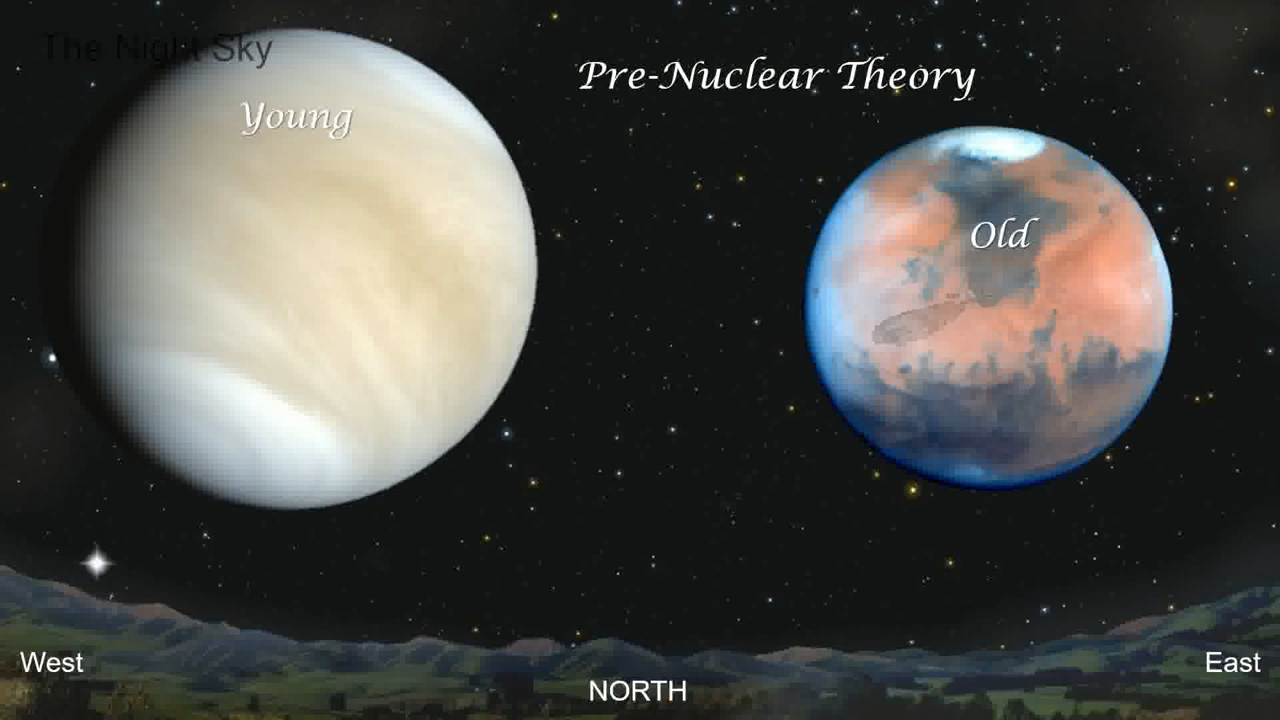 The Night Sky
Pre-Nuclear Theory
Young
Old
West
East
NORTH